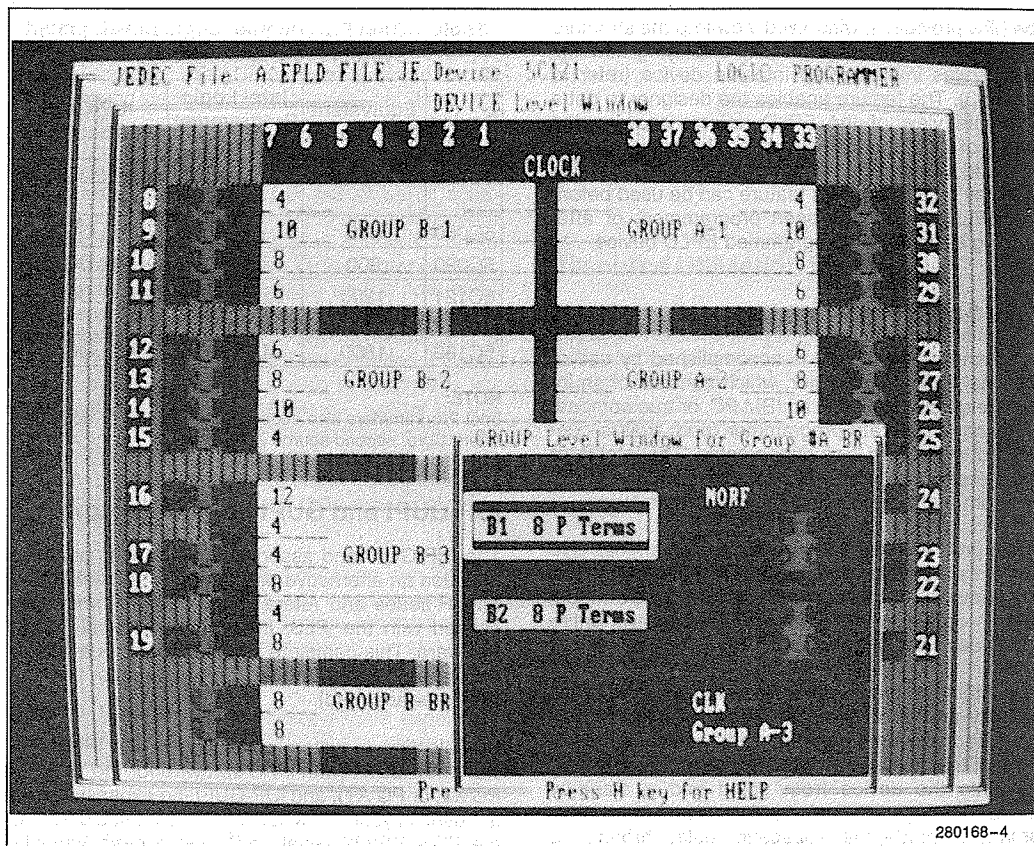 JEDEC File: A EPLD FILE JE Device: 5C121 LOGIC PROGRAMMER
DEVICE Level Window
7 6 5 4 3 2 1 38 37 36 35 34 33
CLOCK
8 4 4 32
9 10 GROUP B-1 GROUP A-1 10 31
10 8 8 30
11 6 6 29
12 6 6 28
13 8 GROUP B-2 GROUP A-2 8 27
14 10 10 26
15 4 25
GROUP Level Window for Group #A_BR
16 12 NORF 24
4
B1 8 P Terms
17 4 GROUP B-3 23
18 8 22
4 B2 8 P Terms
19 8 21
8 GROUP B BR CLK
8 Group A-3
Pre Press H key for HELP
280168-4